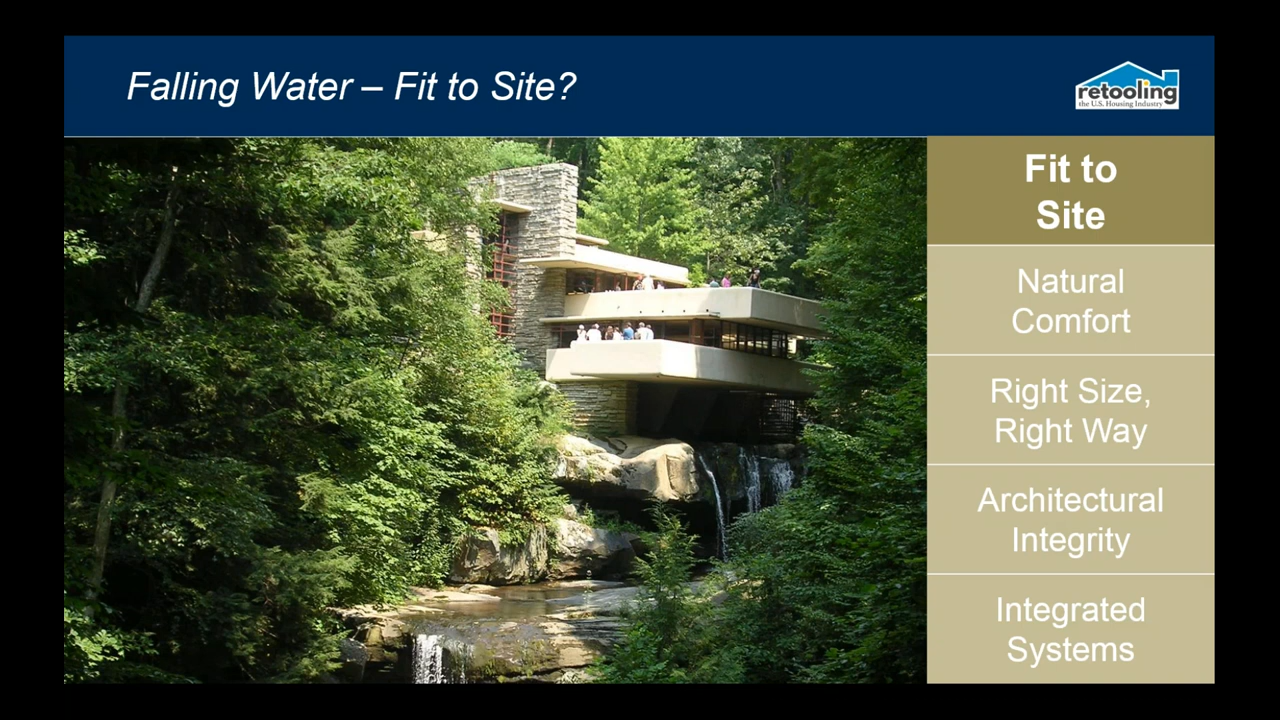 Falling Water – Fit to Site?
retooling
the U.S. Housing Industry
Fit to
Site
Natural
Comfort
Right Size,
Right Way
Architectural
Integrity
Integrated
Systems